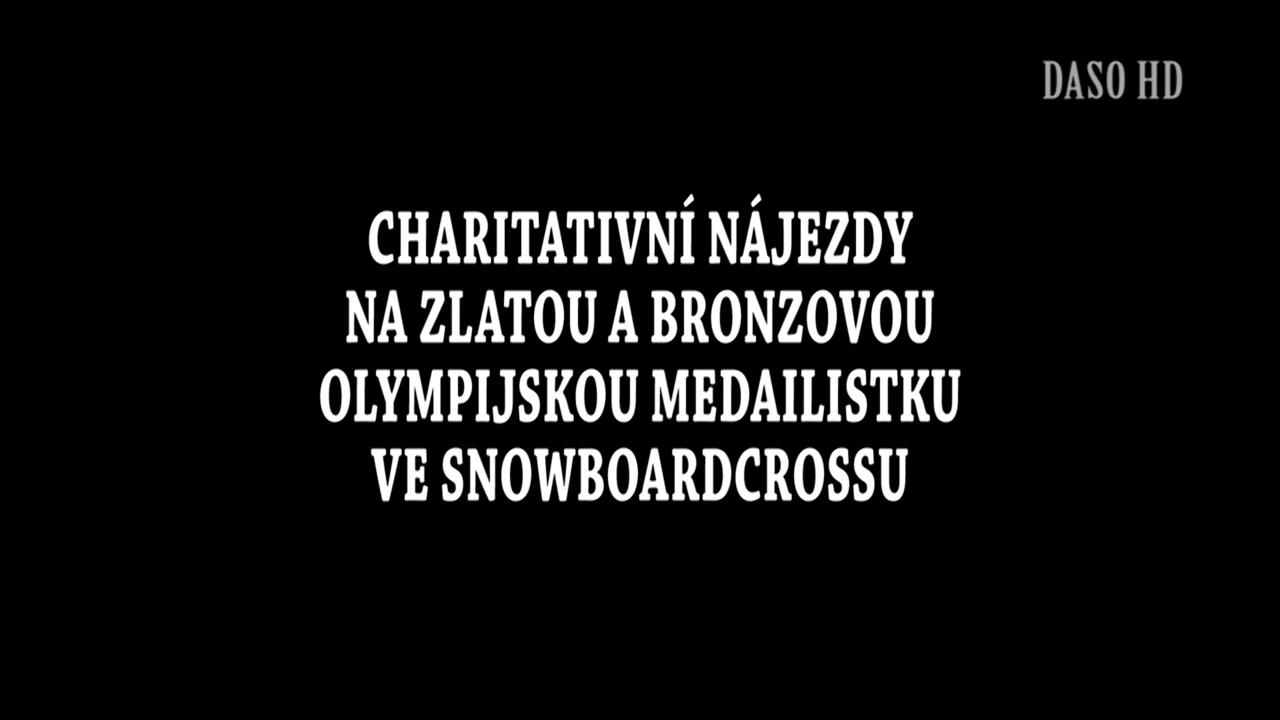 DASO HD
CHARITATIVNÍ NÁJEZDY
NA ZLATOU A BRONZOVOU
OLYMPIJSKOU MEDAILISTKU
VE SNOWBOARDCROSSU